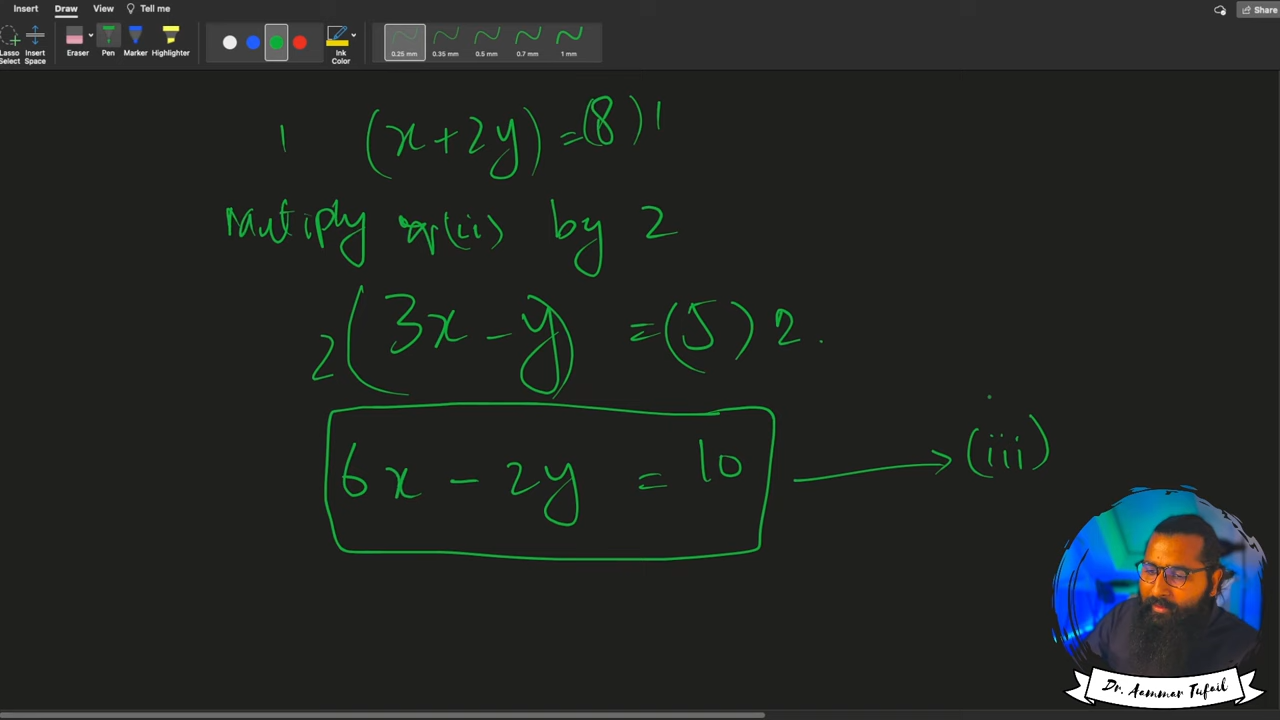 Insert Draw View Tell me
Share
Lasso Select Insert Space Eraser Pen Marker Highlighter Ink Color 0.25 mm 0.35 mm 0.5 mm 0.7 mm 1 mm
1 (x+2y) = (8) 1
Multiply (ii) by 2
2 (3x - y) = (5) 2.
6x - 2y = 10 → (iii)
Dr. Aammar Tufail